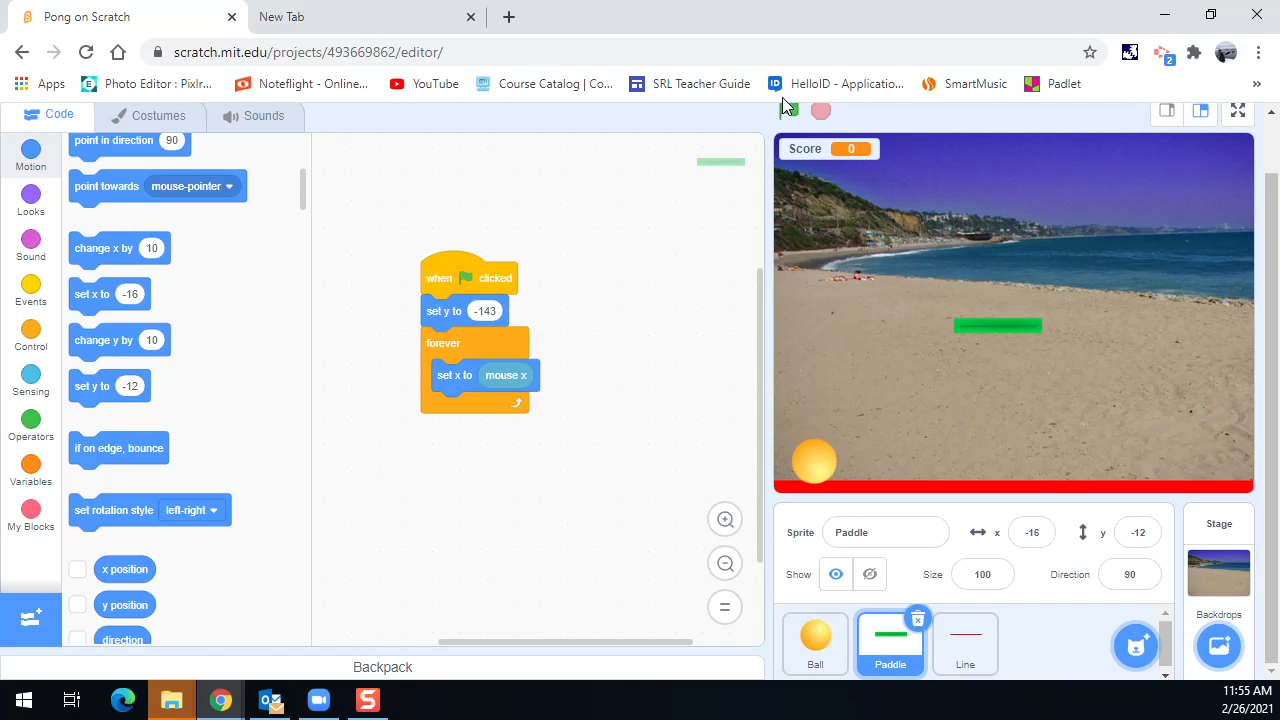 Pong on Scratch
New Tab
scratch.mit.edu/projects/493669862/editor/
2
Apps
Photo Editor : Pixlr...
Noteflight - Onlin...
YouTube
Course Catalog | Co...
SRL Teacher Guide
HelloID - Applicatio...
SmartMusic
Padlet
»
Code
Costumes
Sounds
Motion
Looks
Sound
Events
Control
Sensing
Operators
Variables
My Blocks
point in direction 90
point towards mouse-pointer
change x by 10
set x to -16
change y by 10
set y to -12
if on edge, bounce
set rotation style left-right
x position
y position
direction
when clicked
set y to -143
forever
set x to mouse x
Score 0
Sprite Paddle x -16 y -12
Show Size 100 Direction 90
Ball
Paddle
Line
Stage
Backdrops
Backpack
11:55 AM
2/26/2021